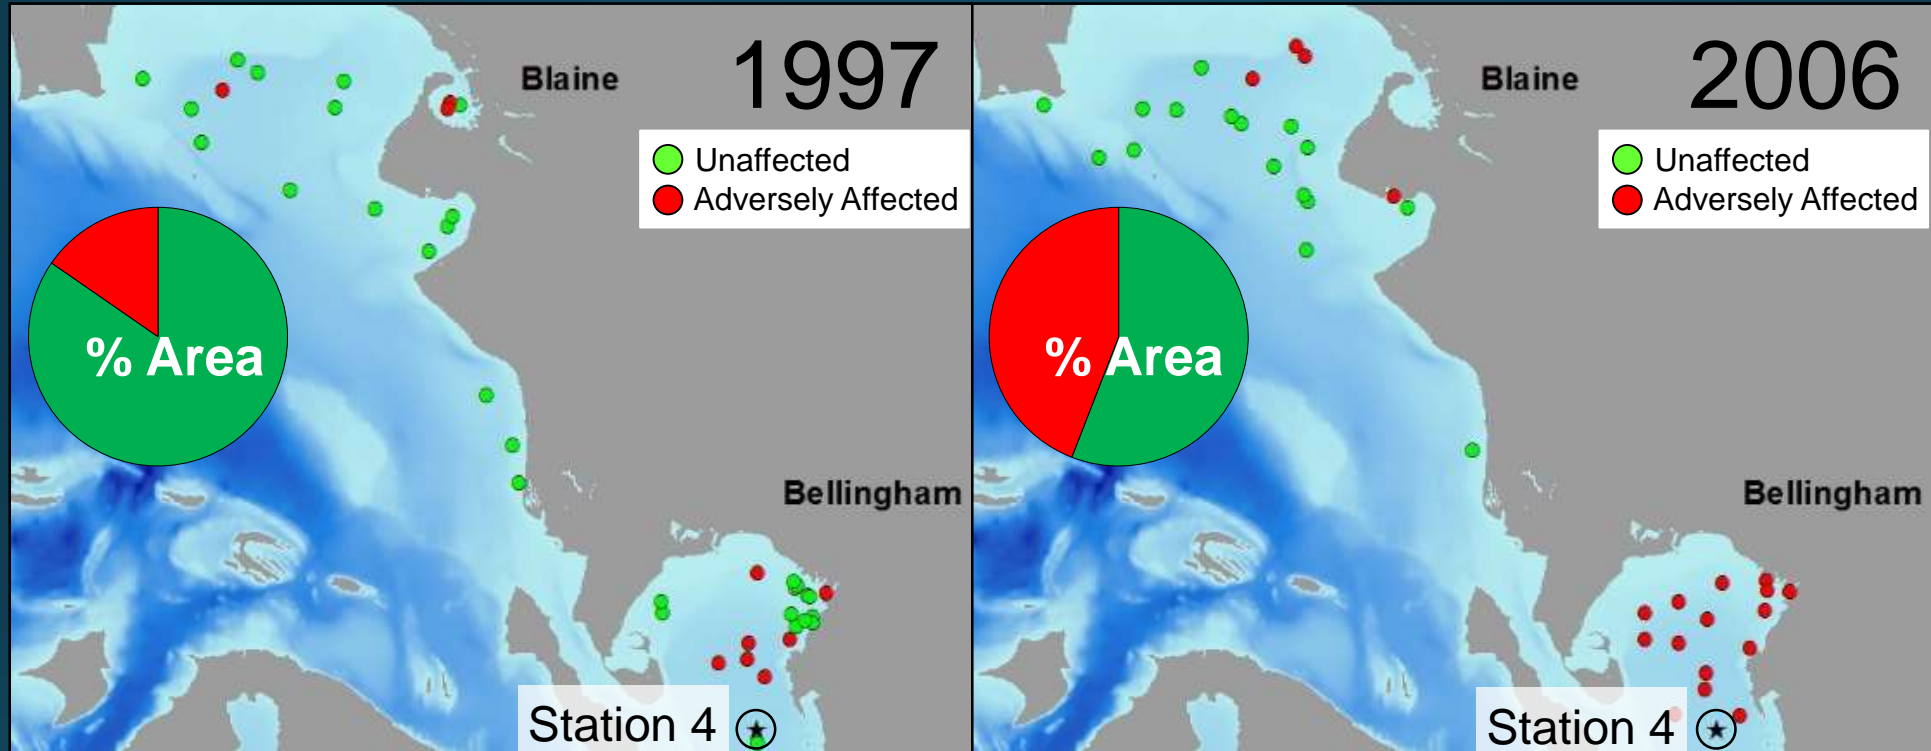 1997
Blaine
Unaffected
Adversely Affected
% Area
Bellingham
Station 4
2006
Blaine
Unaffected
Adversely Affected
% Area
Bellingham
Station 4